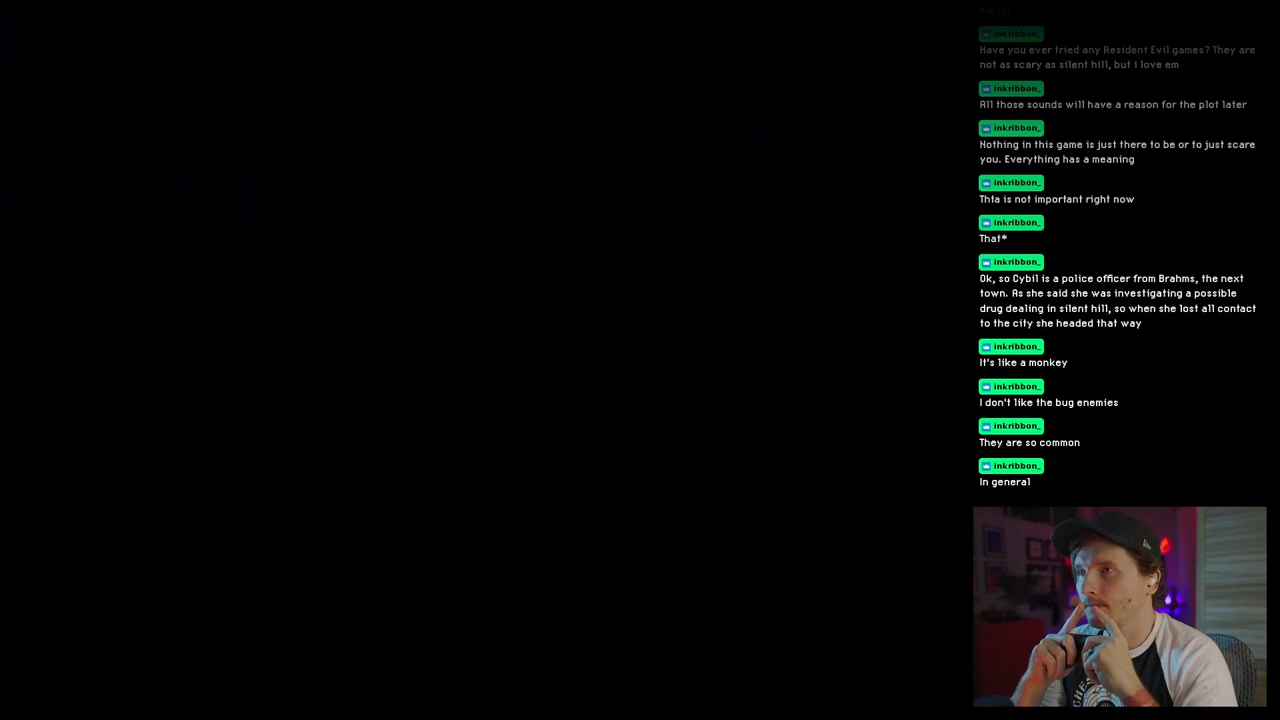 inkribbon_
Have you ever tried any Resident Evil games? They are
not as scary as silent hill, but i love em
inkribbon_
All those sounds will have a reason for the plot later
inkribbon_
Nothing in this game is just there to be or to just scare
you. Everything has a meaning
inkribbon_
Thta is not important right now
inkribbon_
That*
inkribbon_
Ok, so Cybil is a police officer from Brahms, the next
town. As she said she was investigating a possible
drug dealing in silent hill, so when she lost all contact
to the city she headed that way
inkribbon_
It's like a monkey
inkribbon_
I don't like the bug enemies
inkribbon_
They are so common
inkribbon_
In general